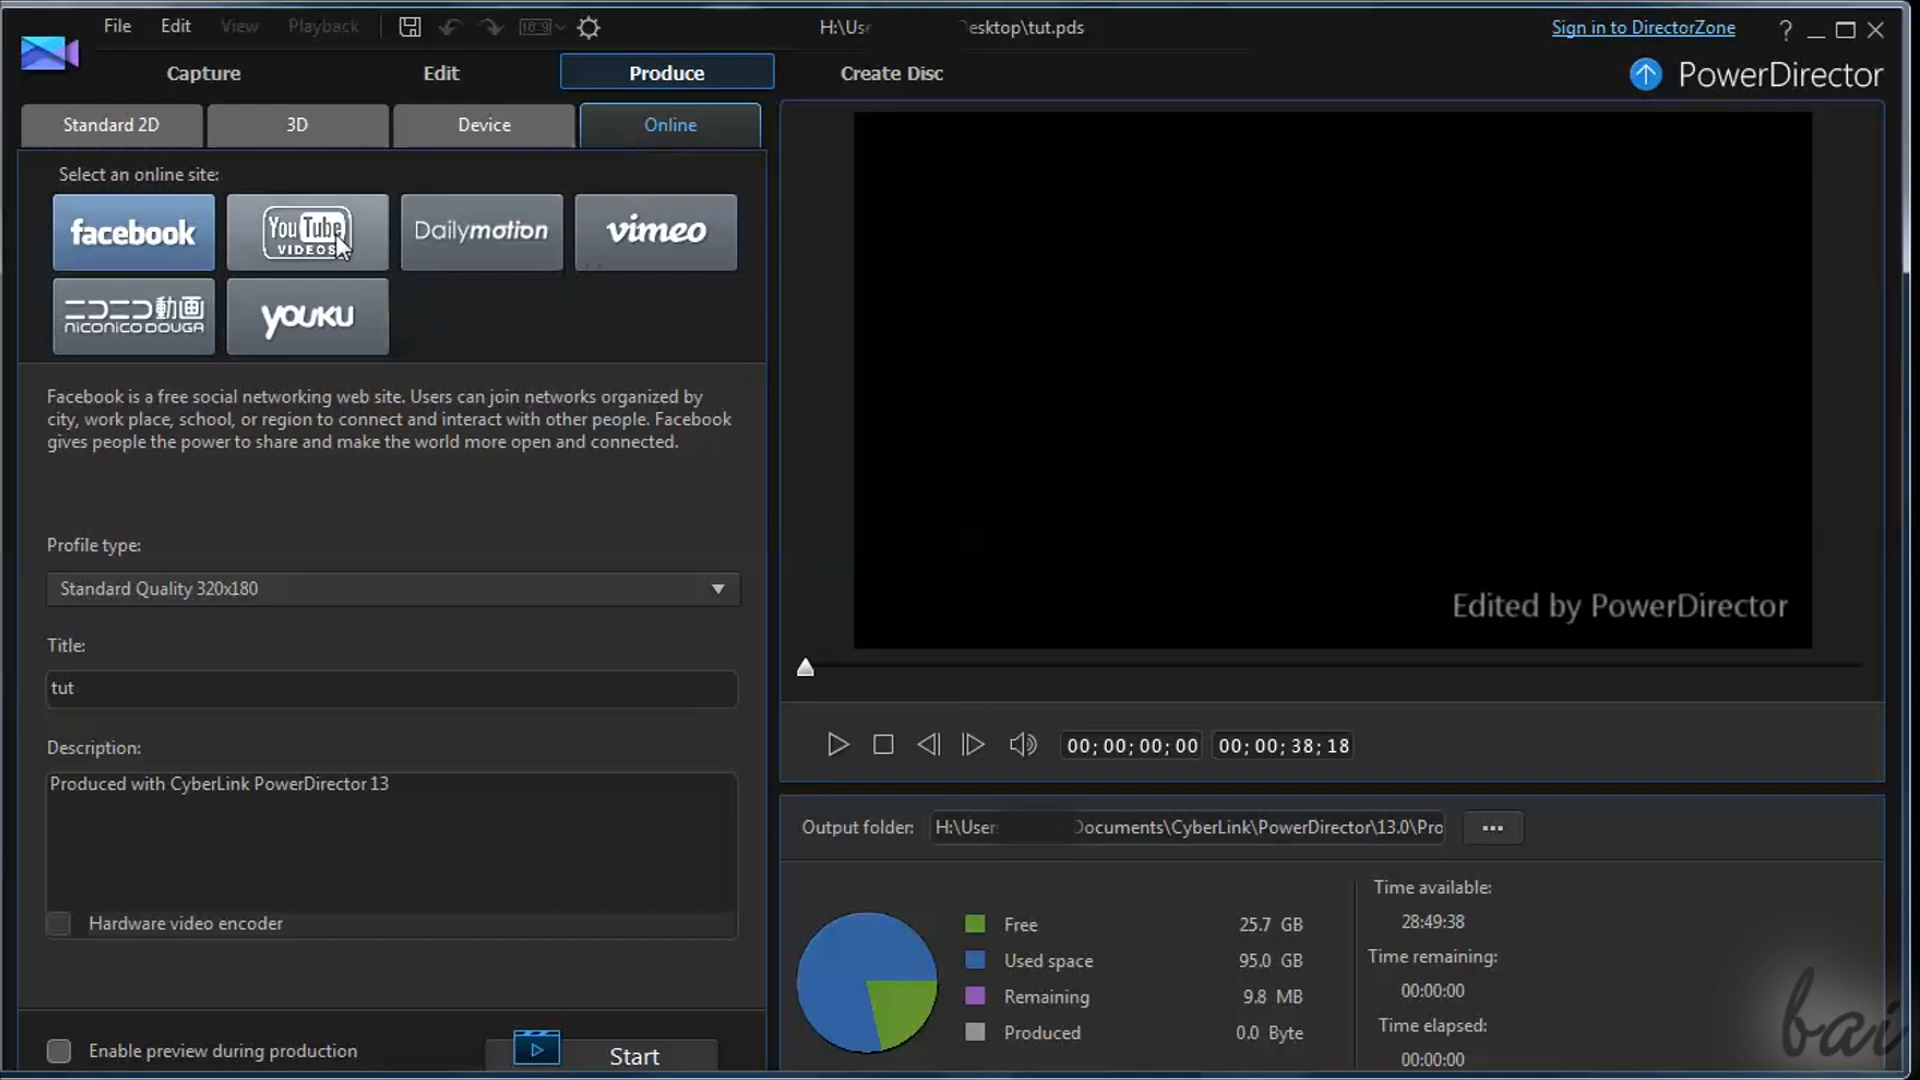 File Edit View Playback 16:9
H:\Use esktop\tut.pds
Sign in to DirectorZone ?
Capture Edit Produce Create Disc
PowerDirector
Standard 2D 3D Device Online
Select an online site:
facebook You Tube VIDEOS Dailymotion vimeo
ニコニコ動画 NICONICO DOUGA YOUKU
Facebook is a free social networking web site. Users can join networks organized by
city, work place, school, or region to connect and interact with other people. Facebook
gives people the power to share and make the world more open and connected.
Profile type:
Standard Quality 320x180
Title:
tut
Description:
Produced with CyberLink PowerDirector 13
Hardware video encoder
Enable preview during production
Start
Edited by PowerDirector
00;00;00;00 00;00;38;18
Output folder: H:\User Documents\CyberLink\PowerDirector\13.0\Pro ...
Free 25.7 GB
Used space 95.0 GB
Remaining 9.8 MB
Produced 0.0 Byte
Time available:
28:49:38
Time remaining:
00:00:00
Time elapsed:
00:00:00
bai